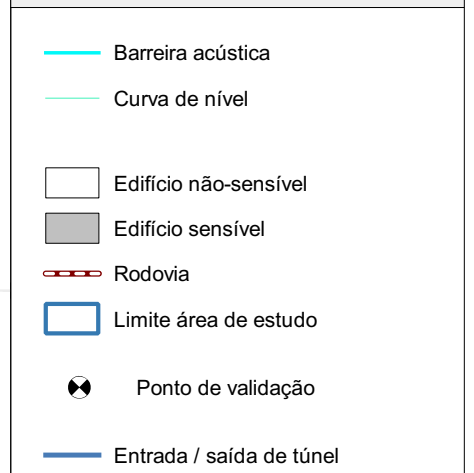 Barreira acústica
Curva de nível
Edifício não-sensível
Edifício sensível
Rodovia
Limite área de estudo
Ponto de validação
Entrada / saída de túnel